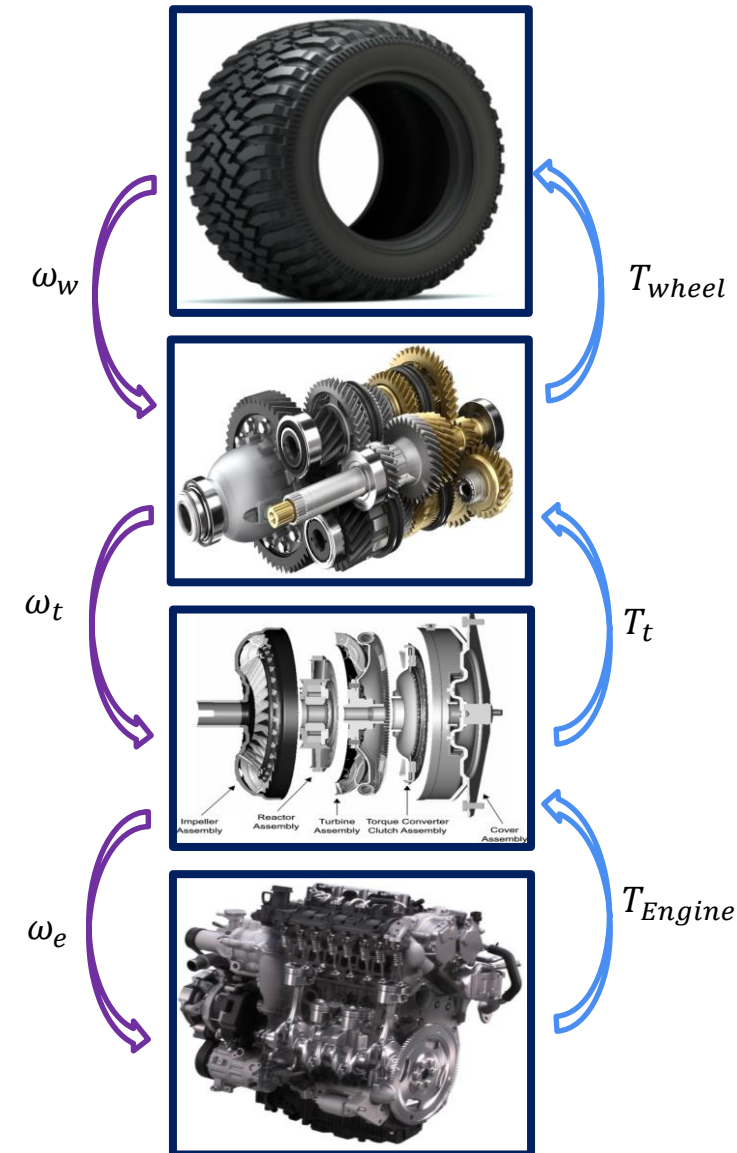 ω_w
T_wheel
ω_t
T_t
Impeller Assembly
Reactor Assembly
Turbine Assembly
Torque Converter Clutch Assembly
Cover Assembly
ω_e
T_Engine